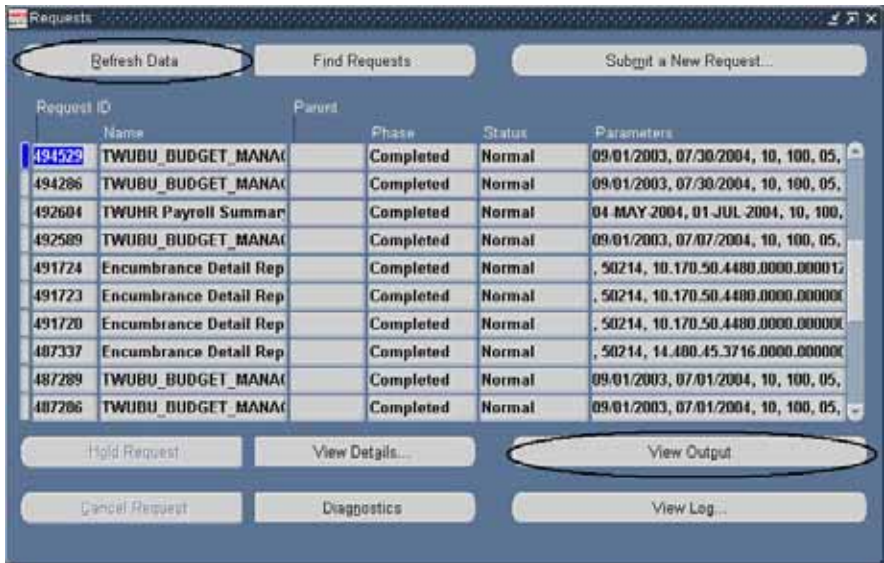 Requests
Refresh Data Find Requests Submit a New Request...
Request ID Parent
Name Phase Status Parameters
494529 TWUBU_BUDGET_MANA Completed Normal 09/01/2003, 07/30/2004, 10, 100, 05,
494286 TWUBU_BUDGET_MANA Completed Normal 09/01/2003, 07/30/2004, 10, 100, 05,
492604 TWUHR Payroll Summar Completed Normal 04-MAY-2004, 01-JUL-2004, 10, 100,
492589 TWUBU_BUDGET_MANA Completed Normal 09/01/2003, 07/07/2004, 10, 100, 05,
491724 Encumbrance Detail Rep Completed Normal , 50214, 10.170.50.4480.0000.000012
491723 Encumbrance Detail Rep Completed Normal , 50214, 10.170.50.4480.0000.000000
491720 Encumbrance Detail Rep Completed Normal , 50214, 10.170.50.4480.0000.000000
487337 Encumbrance Detail Rep Completed Normal , 50214, 14.480.45.3716.0000.000000
487289 TWUBU_BUDGET_MANA Completed Normal 09/01/2003, 07/01/2004, 10, 100, 05,
487286 TWUBU_BUDGET_MANA Completed Normal 09/01/2003, 07/01/2004, 10, 100, 05,
Hold Request View Details... View Output
Cancel Request Diagnostics View Log...